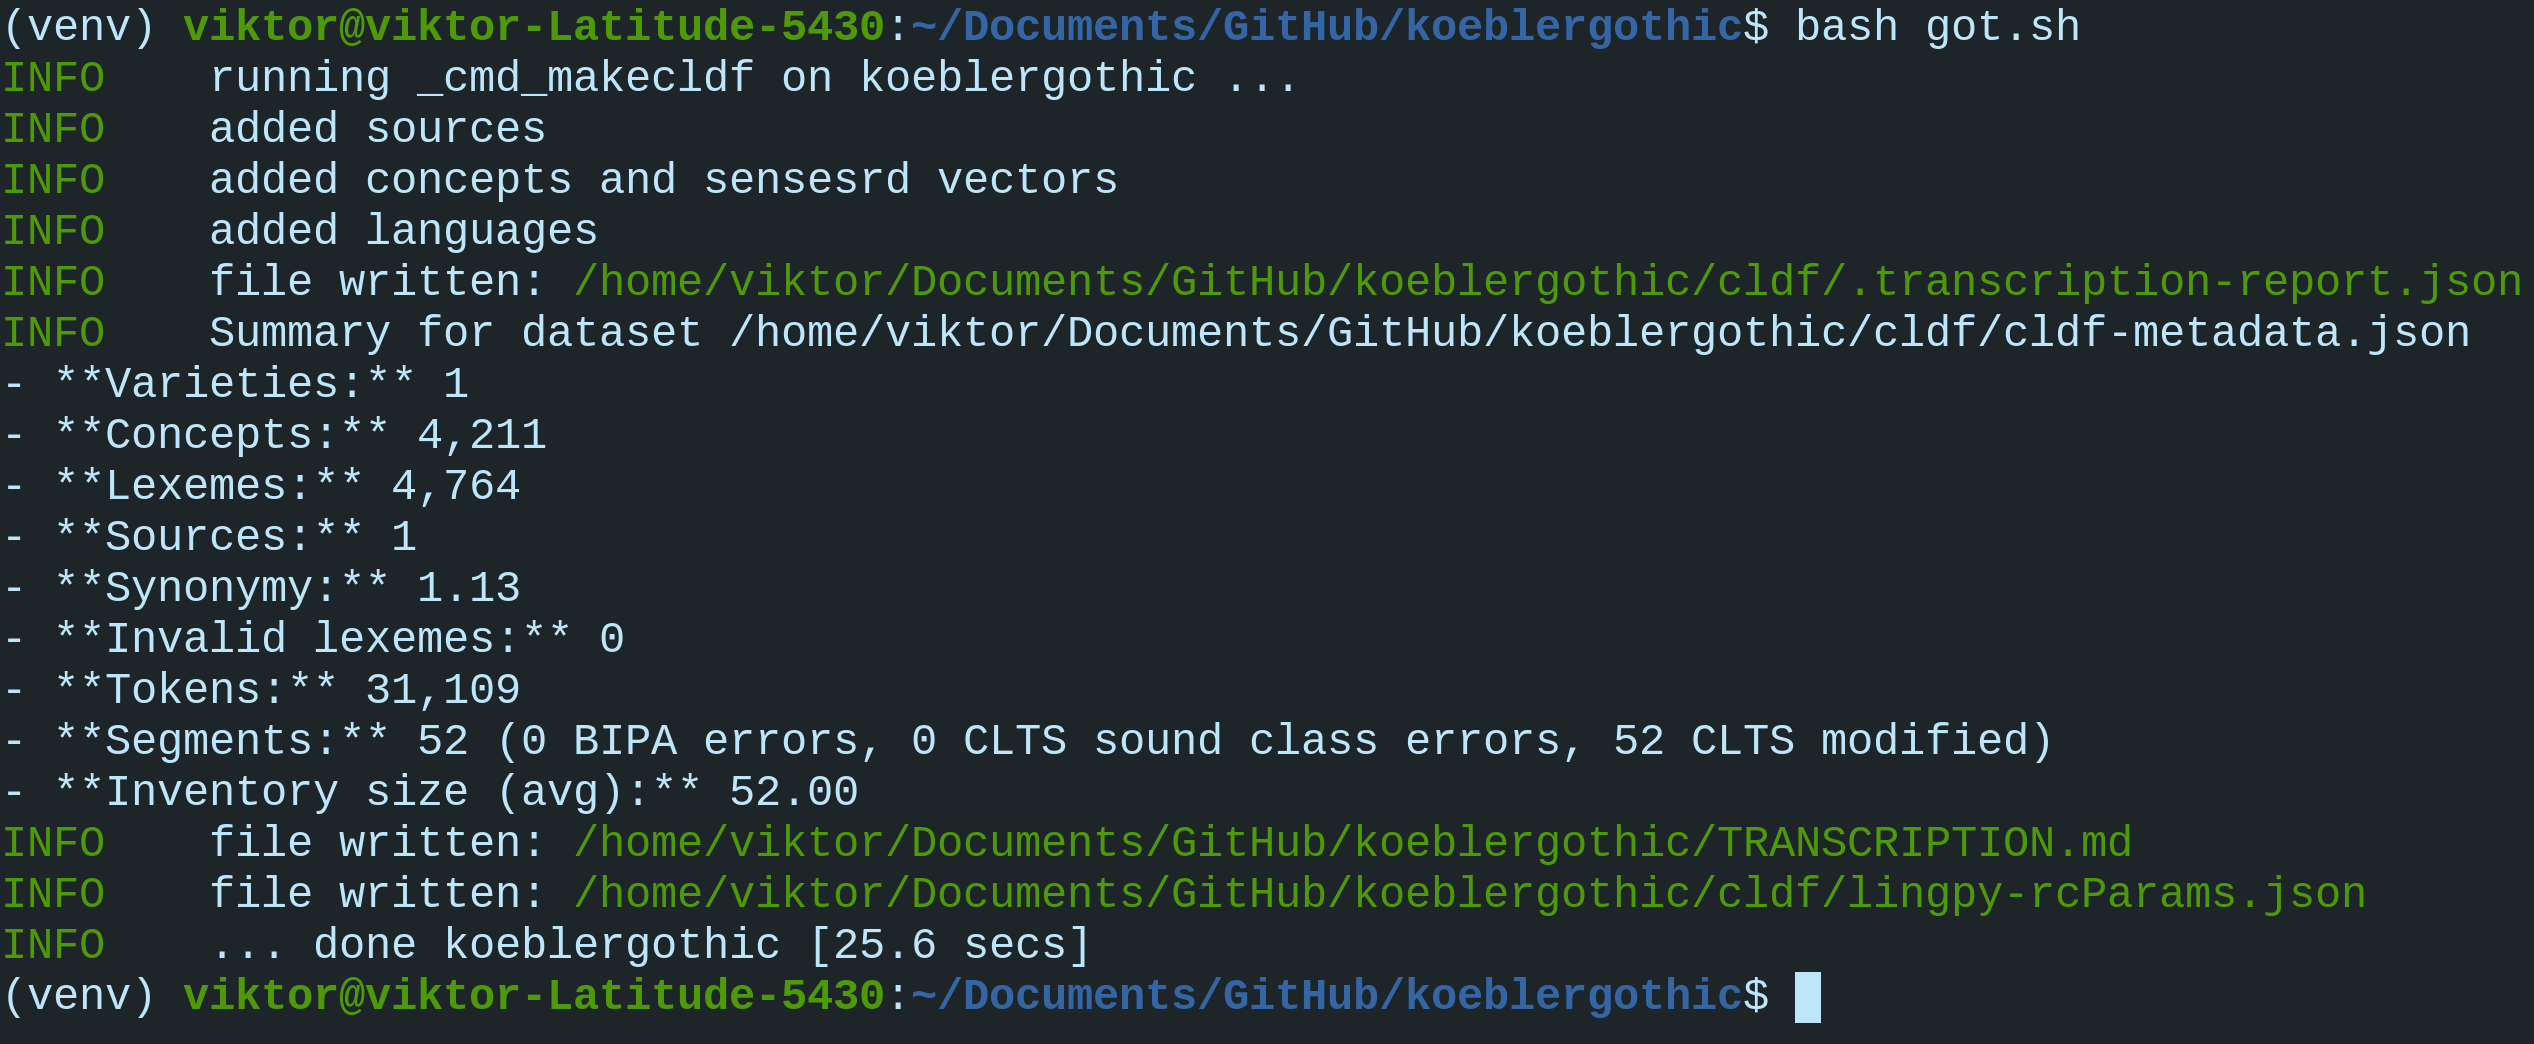 (venv) viktor@viktor-Latitude-5430:~/Documents/GitHub/koeblergothic$ bash got.sh
INFO    running _cmd_makecldf on koeblergothic ...
INFO    added sources
INFO    added concepts and sensesrd vectors
INFO    added languages
INFO    file written: /home/viktor/Documents/GitHub/koeblergothic/cldf/.transcription-report.json
INFO    Summary for dataset /home/viktor/Documents/GitHub/koeblergothic/cldf/cldf-metadata.json
- **Varieties:** 1
- **Concepts:** 4,211
- **Lexemes:** 4,764
- **Sources:** 1
- **Synonymy:** 1.13
- **Invalid lexemes:** 0
- **Tokens:** 31,109
- **Segments:** 52 (0 BIPA errors, 0 CLTS sound class errors, 52 CLTS modified)
- **Inventory size (avg):** 52.00
INFO    file written: /home/viktor/Documents/GitHub/koeblergothic/TRANSCRIPTION.md
INFO    file written: /home/viktor/Documents/GitHub/koeblergothic/cldf/lingpy-rcParams.json
INFO    ... done koeblergothic [25.6 secs]
(venv) viktor@viktor-Latitude-5430:~/Documents/GitHub/koeblergothic$